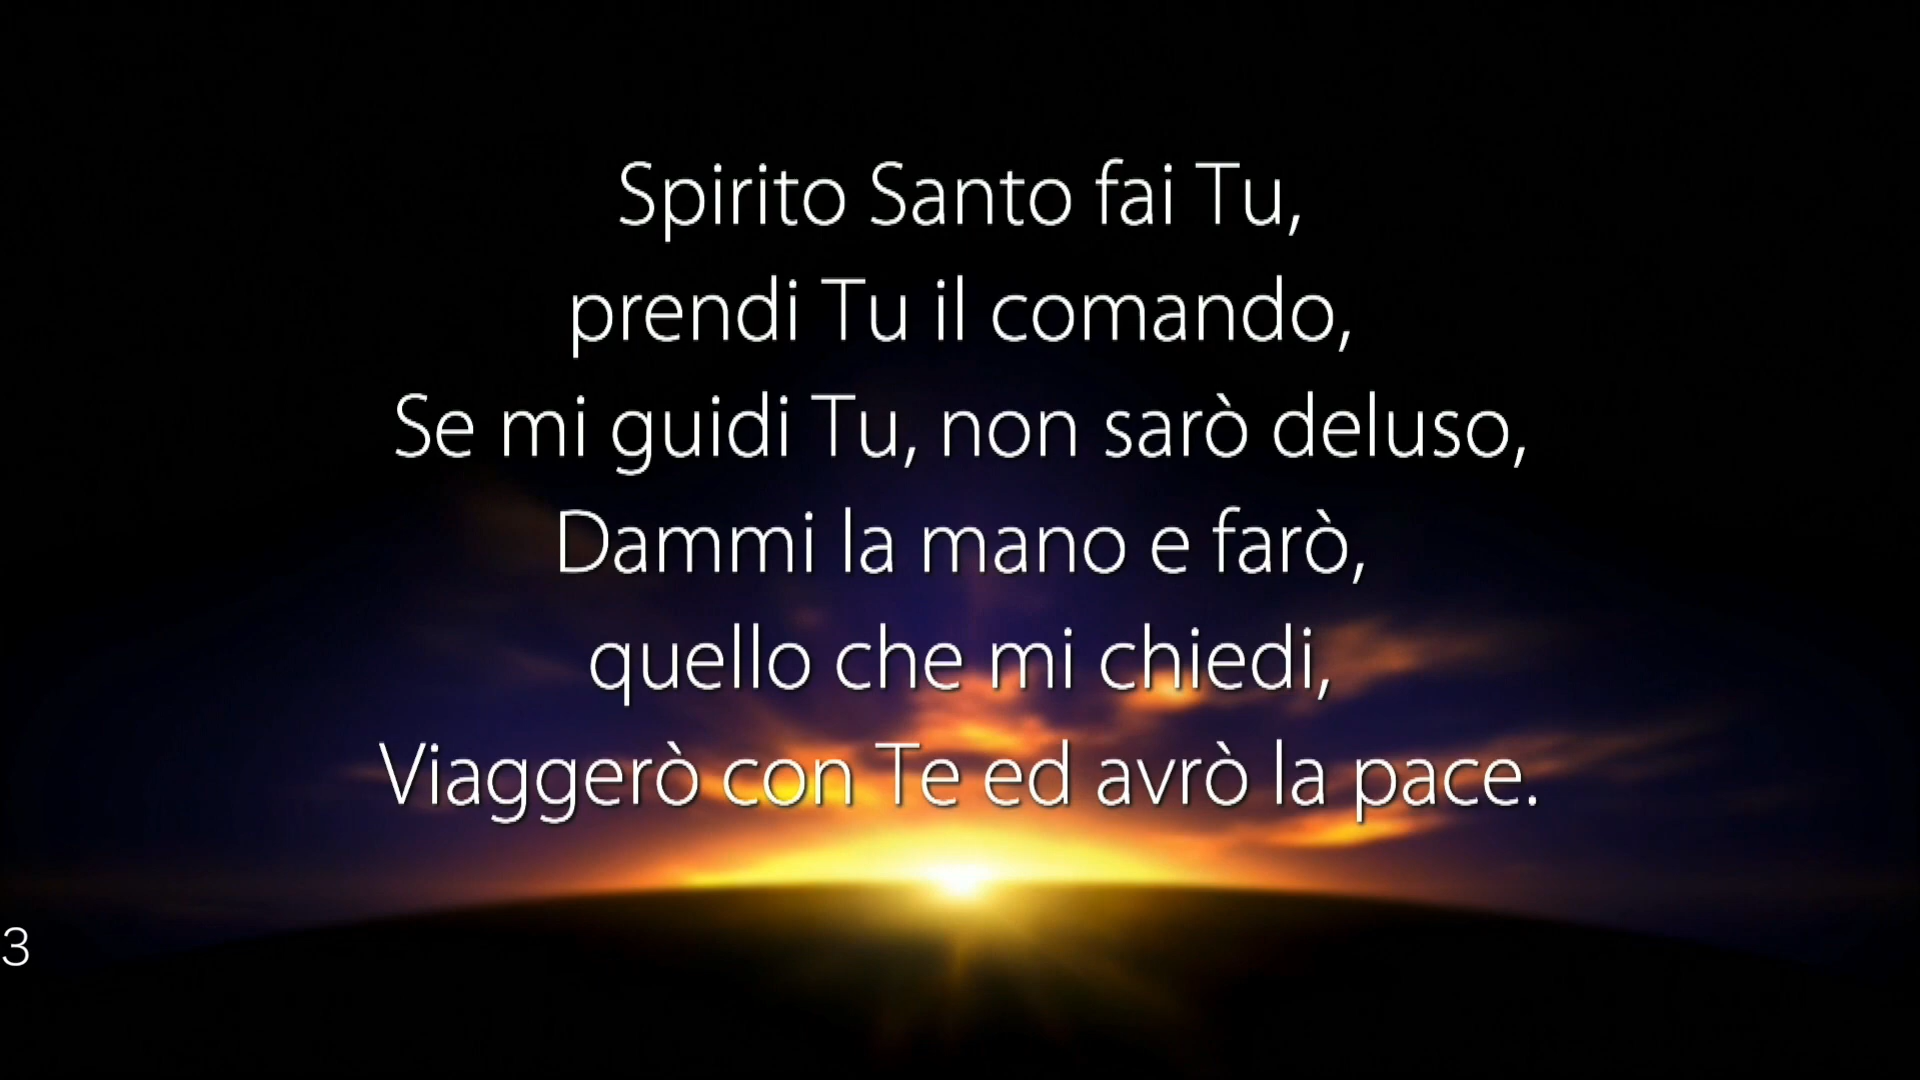 Spirito Santo fai Tu,
prendi Tu il comando,
Se mi guidi Tu, non sarò deluso,
Dammi la mano e farò,
quello che mi chiedi,
Viaggerò con Te ed avrò la pace.
3